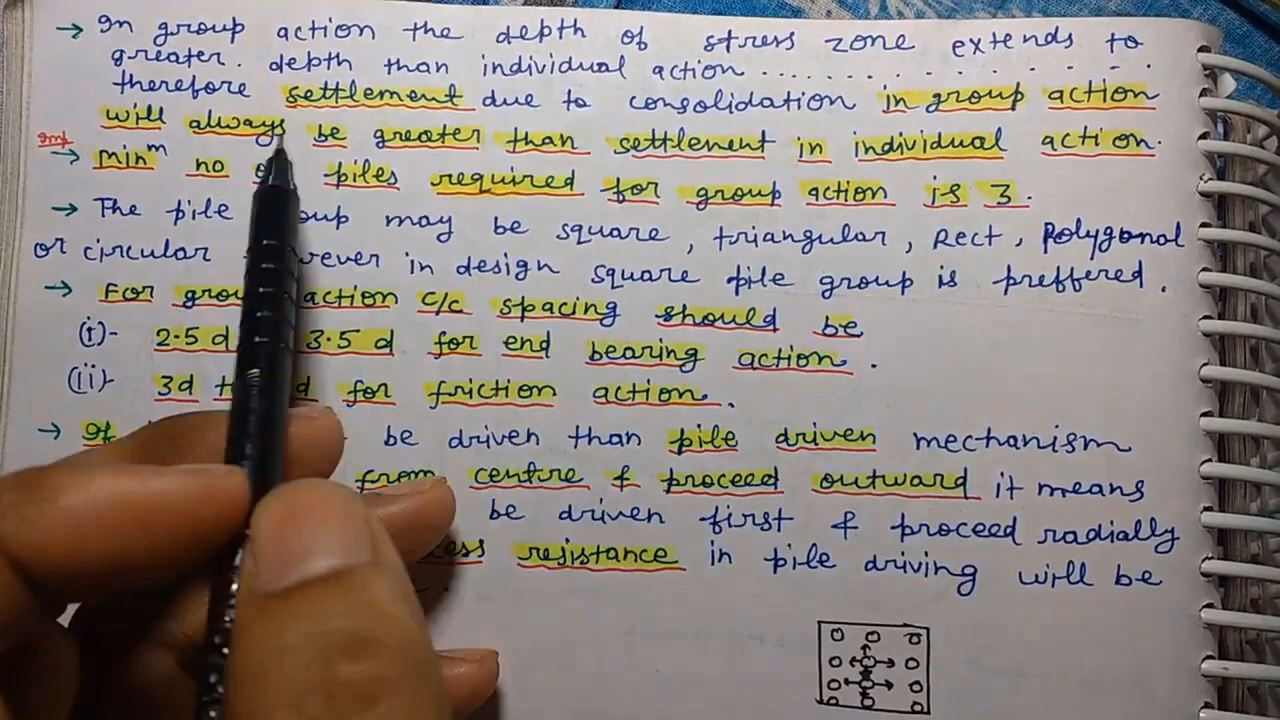 → In group action the depth of stress zone extends to
greater. depth than individual action ..................
therefore settlement due to consolidation in group action
will always be greater than settlement in individual action.
Imp
→ minm no piles required for group action is 3.
→ The pile may be square, triangular, Rect, Polygonal
or circular in design square pile group is preffered.
→ For action c/c spacing should be
(i)- 2.5 d 3.5 d for end bearing action.
(ii)- 3d d for friction action.
→ If be driven than pile driven mechanism
from centre & proceed outward it means
be driven first & proceed radially
resistance in pile driving will be